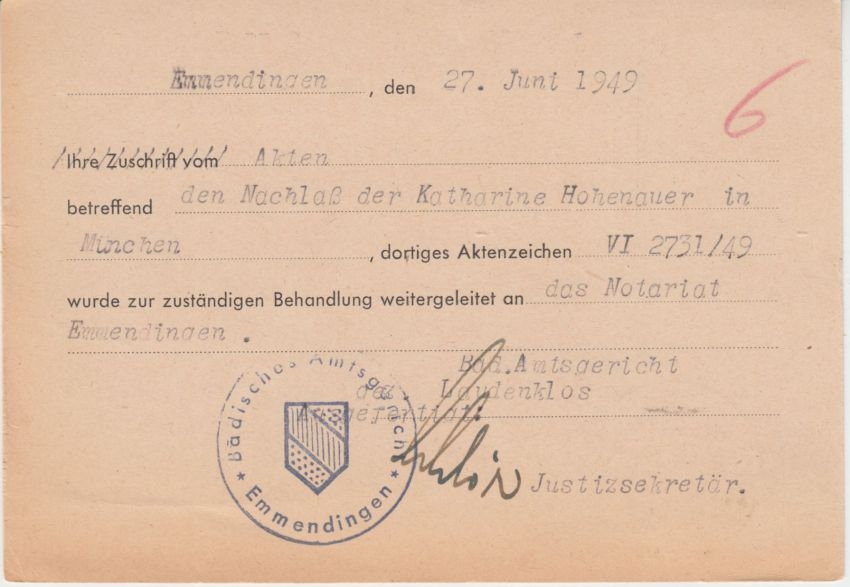 Emmendingen, den 27. Juni 1949
6
Ihre Zuschrift vom Akten
betreffend den Nachlaß der Katharine Hohenauer in
München, dortiges Aktenzeichen VI 2731/49
wurde zur zuständigen Behandlung weitergeleitet an das Notariat
Emmendingen.
Bad.Amtsgericht
gez. Laudenklos
Ausgefertigt:
Justizsekretär.
Badisches Amtsgericht
* Emmendingen *